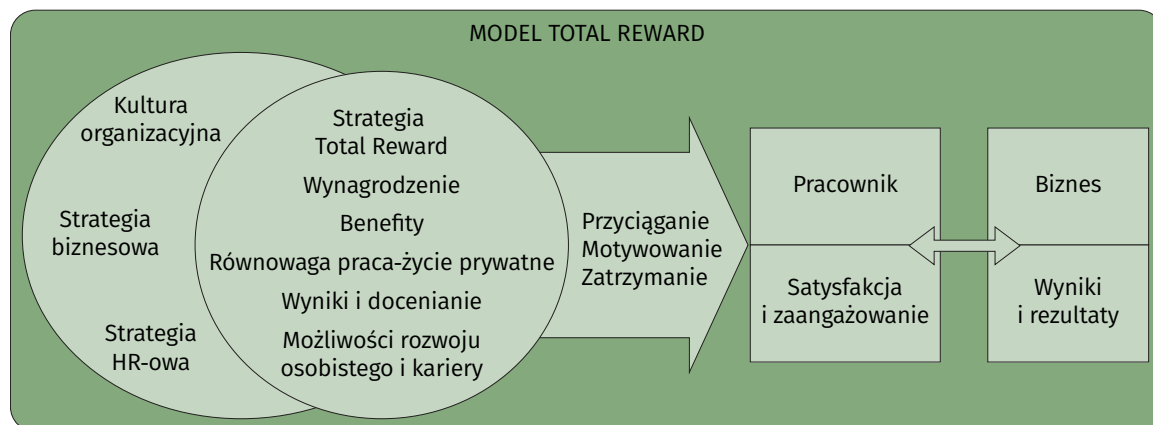 MODEL TOTAL REWARD
Kultura
organizacyjna
Strategia
biznesowa
Strategia
HR-owa
Strategia
Total Reward
Wynagrodzenie
Benefity
Równowaga praca-życie prywatne
Wyniki i docenianie
Możliwości rozwoju
osobistego i kariery
Przyciąganie
Motywowanie
Zatrzymanie
Pracownik
Satysfakcja
i zaangażowanie
Biznes
Wyniki
i rezultaty